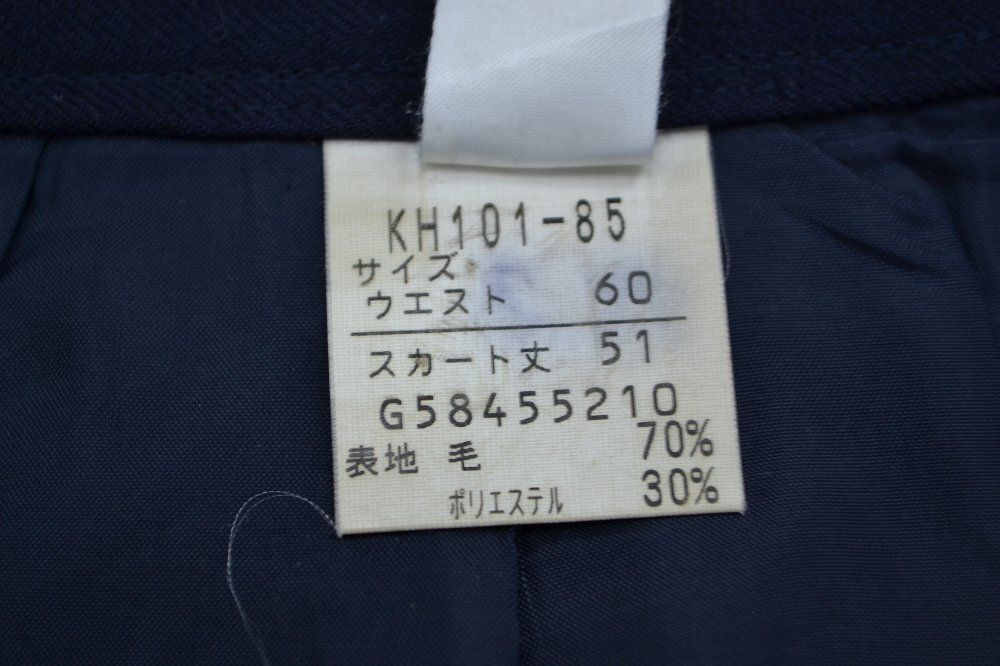 KH101-85
サイズ
ウエスト 60
スカート丈 51
G58455210
表地 毛 70%
ポリエステル 30%